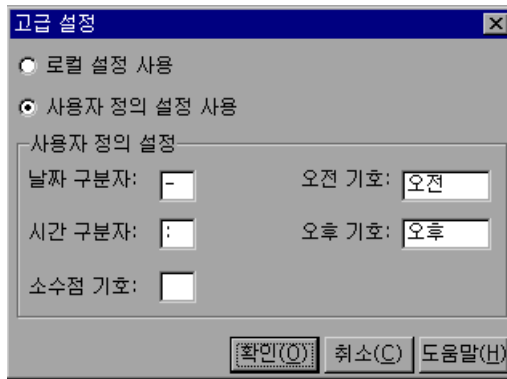 고급 설정
로컬 설정 사용
사용자 정의 설정 사용
사용자 정의 설정
날짜 구분자: - 오전 기호: 오전
시간 구분자: : 오후 기호: 오후
소수점 기호:
확인(O) 취소(C) 도움말(H)